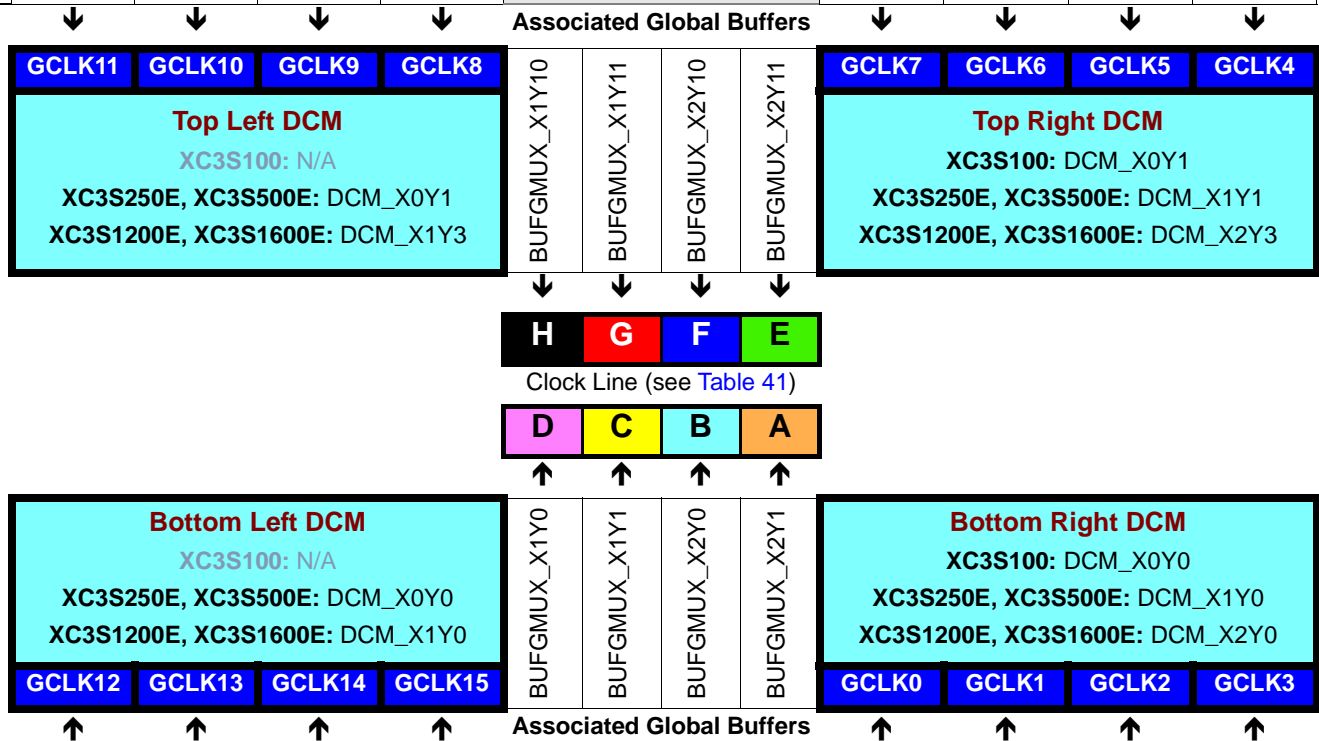 Associated Global Buffers
GCLK11 GCLK10 GCLK9 GCLK8
Top Left DCM
XC3S100: N/A
XC3S250E, XC3S500E: DCM_X0Y1
XC3S1200E, XC3S1600E: DCM_X1Y3
BUFGMUX_X1Y10
BUFGMUX_X1Y11
BUFGMUX_X2Y10
BUFGMUX_X2Y11
GCLK7 GCLK6 GCLK5 GCLK4
Top Right DCM
XC3S100: DCM_X0Y1
XC3S250E, XC3S500E: DCM_X1Y1
XC3S1200E, XC3S1600E: DCM_X2Y3
H G F E
Clock Line (see Table 41)
D C B A
Bottom Left DCM
XC3S100: N/A
XC3S250E, XC3S500E: DCM_X0Y0
XC3S1200E, XC3S1600E: DCM_X1Y0
GCLK12 GCLK13 GCLK14 GCLK15
BUFGMUX_X1Y0
BUFGMUX_X1Y1
BUFGMUX_X2Y0
BUFGMUX_X2Y1
Bottom Right DCM
XC3S100: DCM_X0Y0
XC3S250E, XC3S500E: DCM_X1Y0
XC3S1200E, XC3S1600E: DCM_X2Y0
GCLK0 GCLK1 GCLK2 GCLK3
Associated Global Buffers